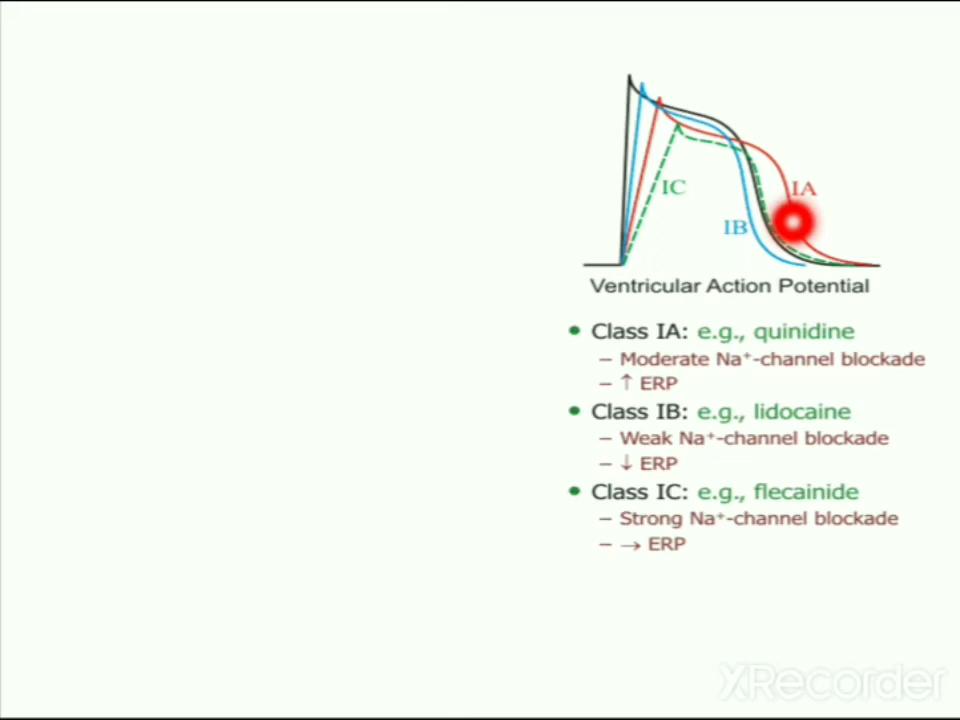 IA
IC
IB
Ventricular Action Potential
• Class IA: e.g., quinidine
– Moderate Na⁺-channel blockade
– ↑ ERP
• Class IB: e.g., lidocaine
– Weak Na⁺-channel blockade
– ↓ ERP
• Class IC: e.g., flecainide
– Strong Na⁺-channel blockade
– → ERP
XRecorder